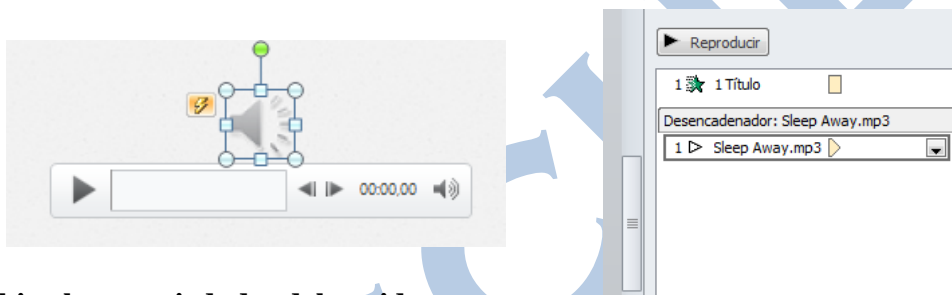 Reproducir
1 1 Título
Desencadenador: Sleep Away.mp3
1 Sleep Away.mp3
00:00,00